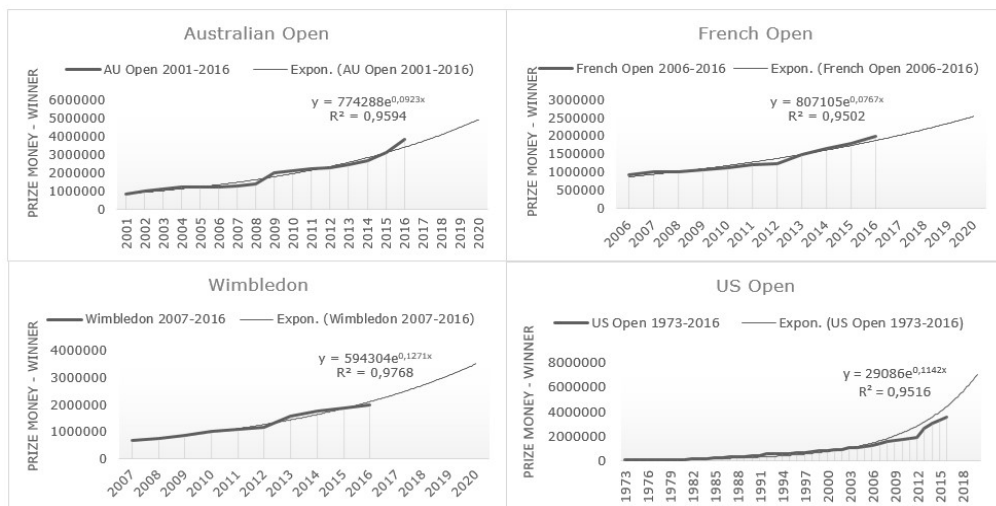 Australian Open
AU Open 2001-2016 Expon. (AU Open 2001-2016)
PRIZE MONEY - WINNER
6000000
5000000
4000000
3000000
2000000
1000000
0
y = 774288e^0,0923x
R² = 0,9594
2001 2002 2003 2004 2005 2006 2007 2008 2009 2010 2011 2012 2013 2014 2015 2016 2017 2018 2019 2020
French Open
French Open 2006-2016 Expon. (French Open 2006-2016)
PRIZE MONEY - WINNER
3000000
2500000
2000000
1500000
1000000
500000
0
y = 807105e^0,0767x
R² = 0,9502
2006 2007 2008 2009 2010 2011 2012 2013 2014 2015 2016 2017 2018 2019 2020
Wimbledon
Wimbledon 2007-2016 Expon. (Wimbledon 2007-2016)
PRIZE MONEY - WINNER
4000000
3000000
2000000
1000000
0
y = 594304e^0,1271x
R² = 0,9768
2007 2008 2009 2010 2011 2012 2013 2014 2015 2016 2017 2018 2019 2020
US Open
US Open 1973-2016 Expon. (US Open 1973-2016)
PRIZE MONEY - WINNER
8000000
6000000
4000000
2000000
0
y = 29086e^0,1142x
R² = 0,9516
1973 1976 1979 1982 1985 1988 1991 1994 1997 2000 2003 2006 2009 2012 2015 2018